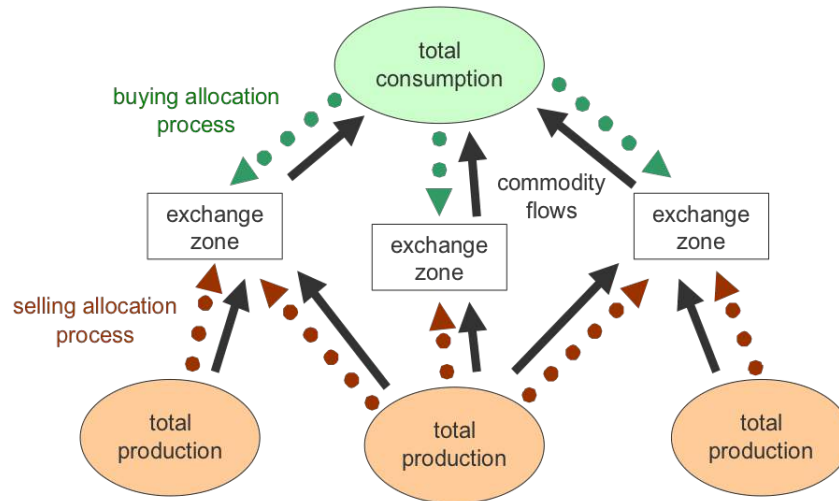 total
consumption
buying allocation
process
commodity
flows
exchange
zone
exchange
zone
exchange
zone
selling allocation
process
total
production
total
production
total
production